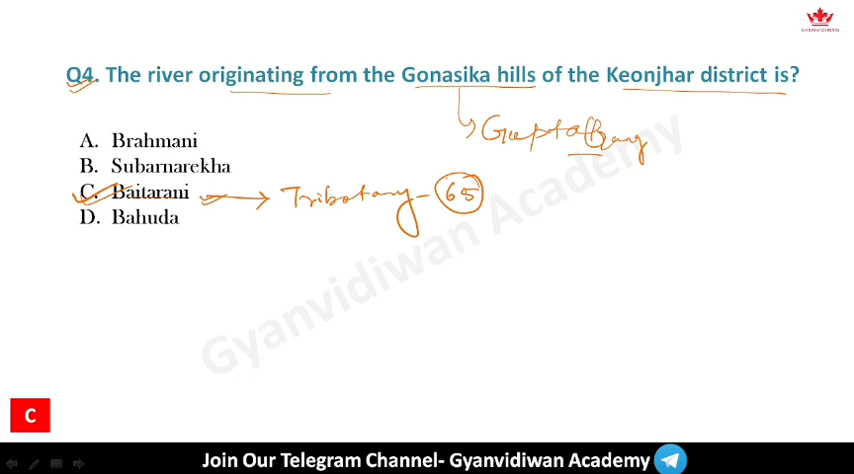 GYANVIDIWAN
Q4. The river originating from the Gonasika hills of the Keonjhar district is?
Guptaganga
A. Brahmani
B. Subarnarekha
C. Baitarani → Tributary - 65
D. Bahuda
Gyanvidiwan Academy
C
Join Our Telegram Channel- Gyanvidiwan Academy